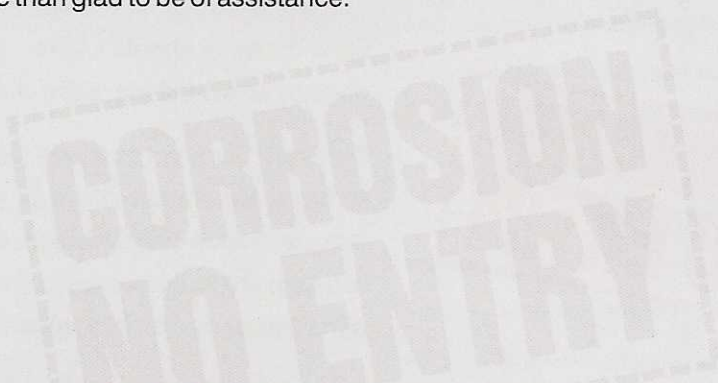 than glad to be of assistance.
CORROSION
NO ENTRY